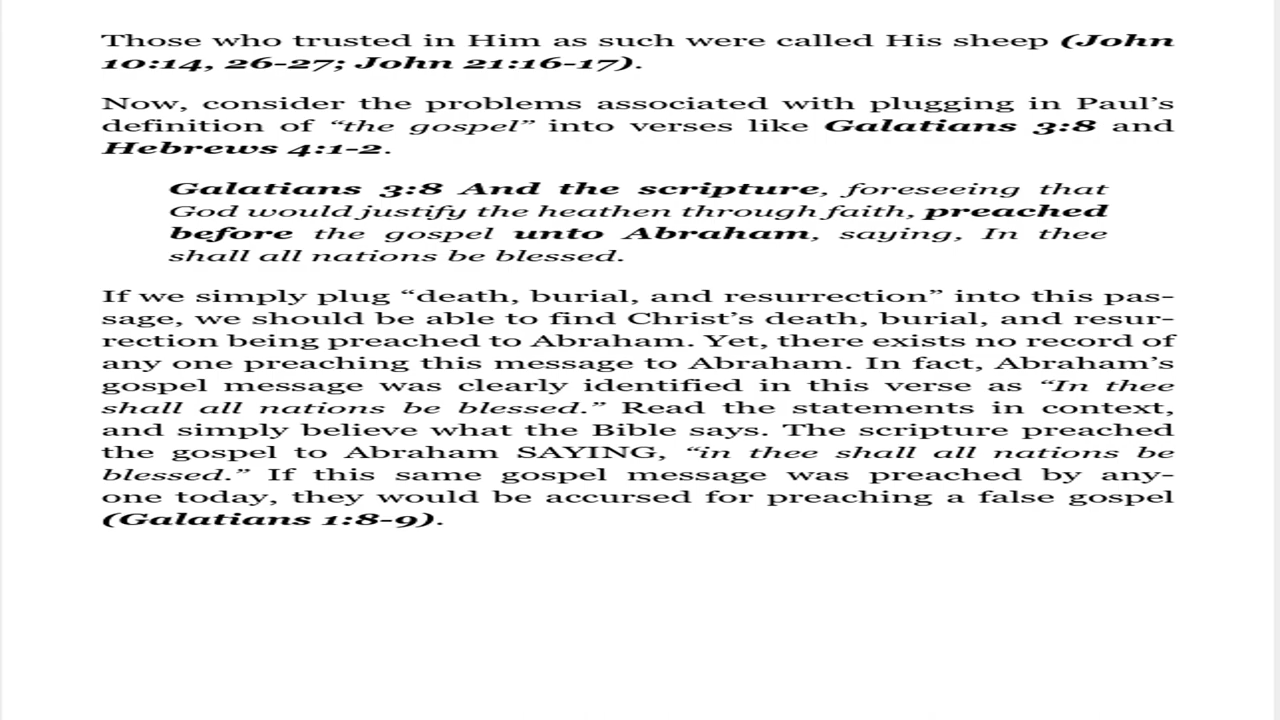 Those who trusted in Him as such were called His sheep (John
10:14, 26-27; John 21:16-17).
Now, consider the problems associated with plugging in Paul’s
definition of “the gospel” into verses like Galatians 3:8 and
Hebrews 4:1-2.
Galatians 3:8 And the scripture, foreseeing that
God would justify the heathen through faith, preached
before the gospel unto Abraham, saying, In thee
shall all nations be blessed.
If we simply plug “death, burial, and resurrection” into this pas-
sage, we should be able to find Christ’s death, burial, and resur-
rection being preached to Abraham. Yet, there exists no record of
any one preaching this message to Abraham. In fact, Abraham’s
gospel message was clearly identified in this verse as “In thee
shall all nations be blessed.” Read the statements in context,
and simply believe what the Bible says. The scripture preached
the gospel to Abraham SAYING, “in thee shall all nations be
blessed.” If this same gospel message was preached by any-
one today, they would be accursed for preaching a false gospel
(Galatians 1:8-9).